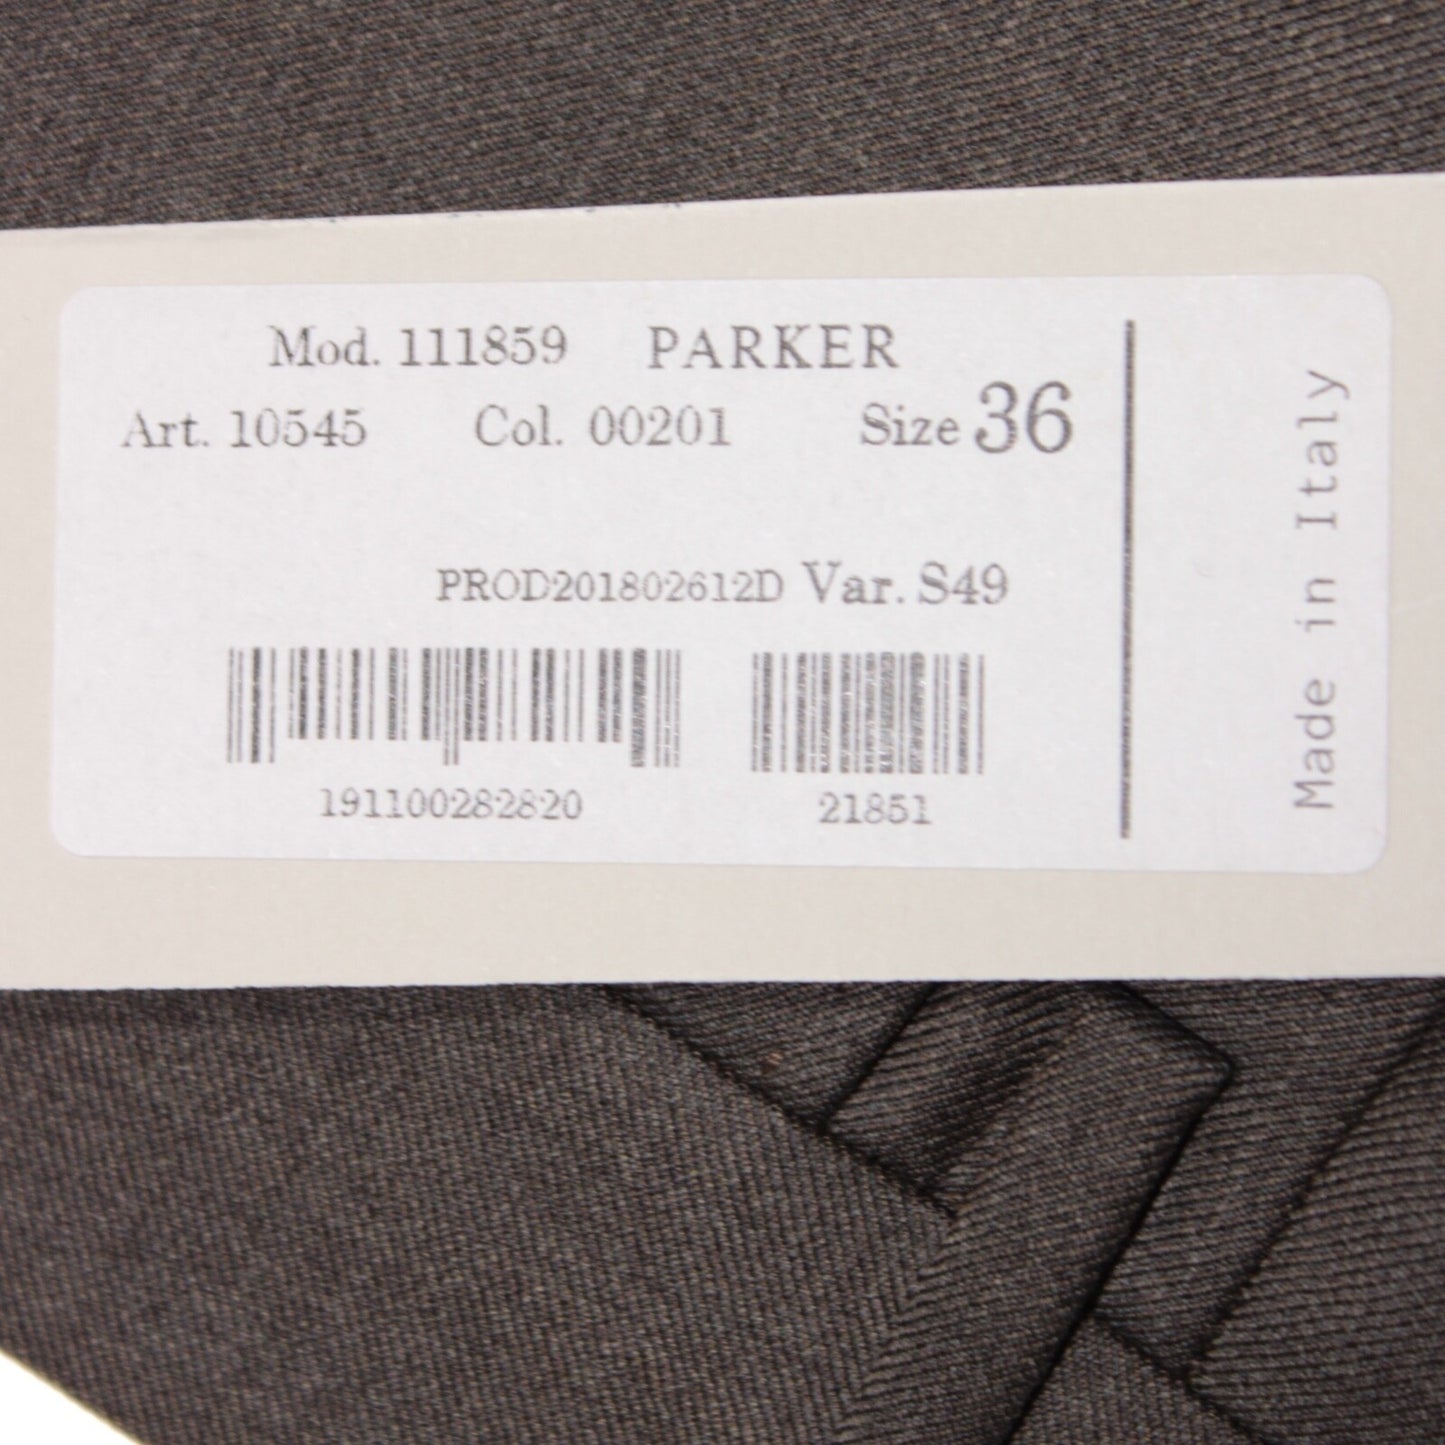 Mod. 111859 PARKER
Art. 10545 Col. 00201 Size 36
PROD201802612D Var. S49
191100282820 21851
Made in Italy